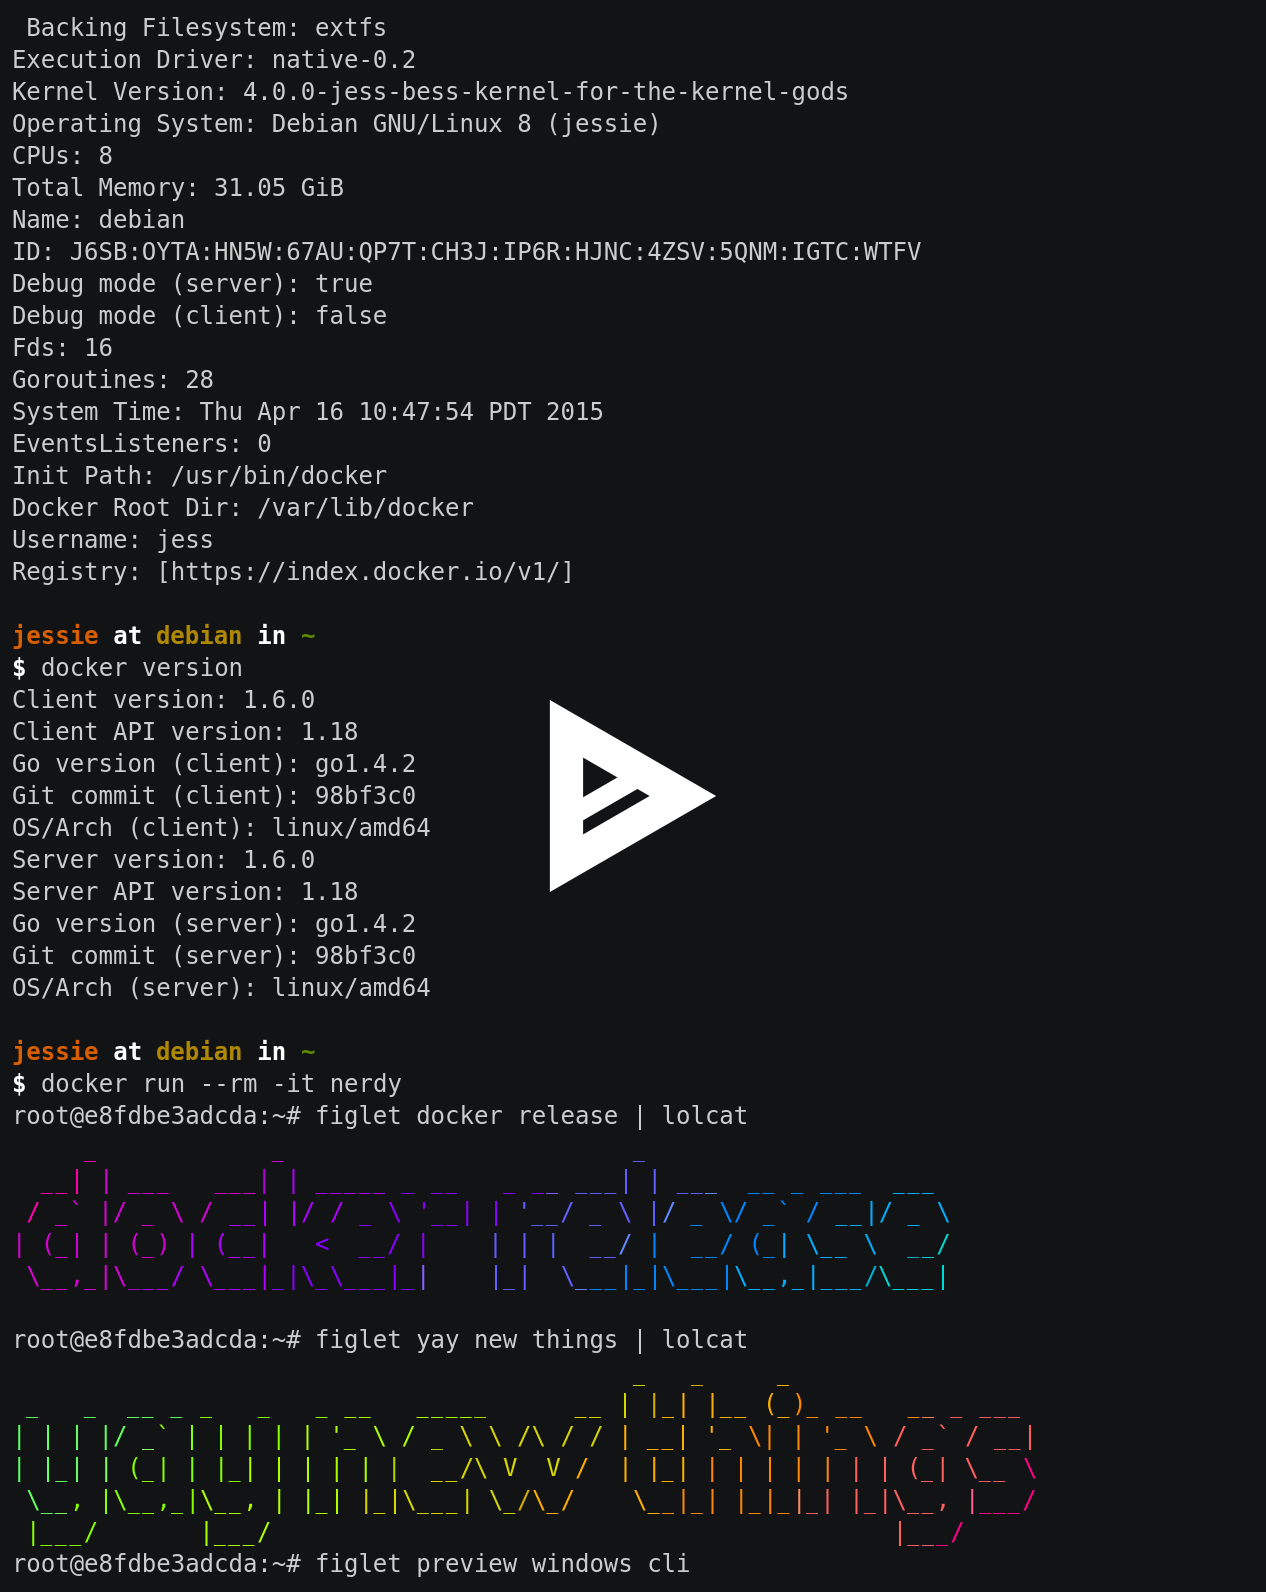 Backing Filesystem: extfs
Execution Driver: native-0.2
Kernel Version: 4.0.0-jess-bess-kernel-for-the-kernel-gods
Operating System: Debian GNU/Linux 8 (jessie)
CPUs: 8
Total Memory: 31.05 GiB
Name: debian
ID: J6SB:OYTA:HN5W:67AU:QP7T:CH3J:IP6R:HJNC:4ZSV:5QNM:IGTC:WTFV
Debug mode (server): true
Debug mode (client): false
Fds: 16
Goroutines: 28
System Time: Thu Apr 16 10:47:54 PDT 2015
EventsListeners: 0
Init Path: /usr/bin/docker
Docker Root Dir: /var/lib/docker
Username: jess
Registry: [https://index.docker.io/v1/]
jessie at debian in ~
$ docker version
Client version: 1.6.0
Client API version: 1.18
Go version (client): go1.4.2
Git commit (client): 98bf3c0
OS/Arch (client): linux/amd64
Server version: 1.6.0
Server API version: 1.18
Go version (server): go1.4.2
Git commit (server): 98bf3c0
OS/Arch (server): linux/amd64
jessie at debian in ~
$ docker run --rm -it nerdy
root@e8fdbe3adcda:~# figlet docker release | lolcat
docker release
root@e8fdbe3adcda:~# figlet yay new things | lolcat
yay new things
root@e8fdbe3adcda:~# figlet preview windows cli